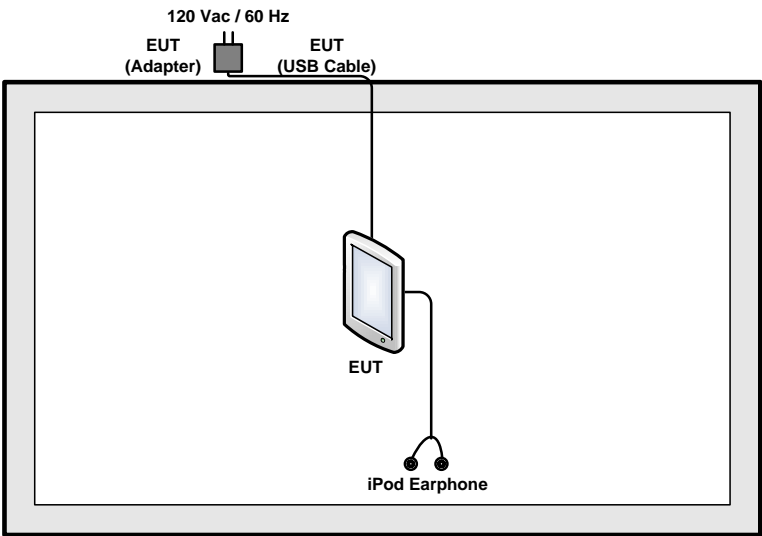 120 Vac / 60 Hz
EUT
(Adapter)
EUT
(USB Cable)
EUT
iPod Earphone